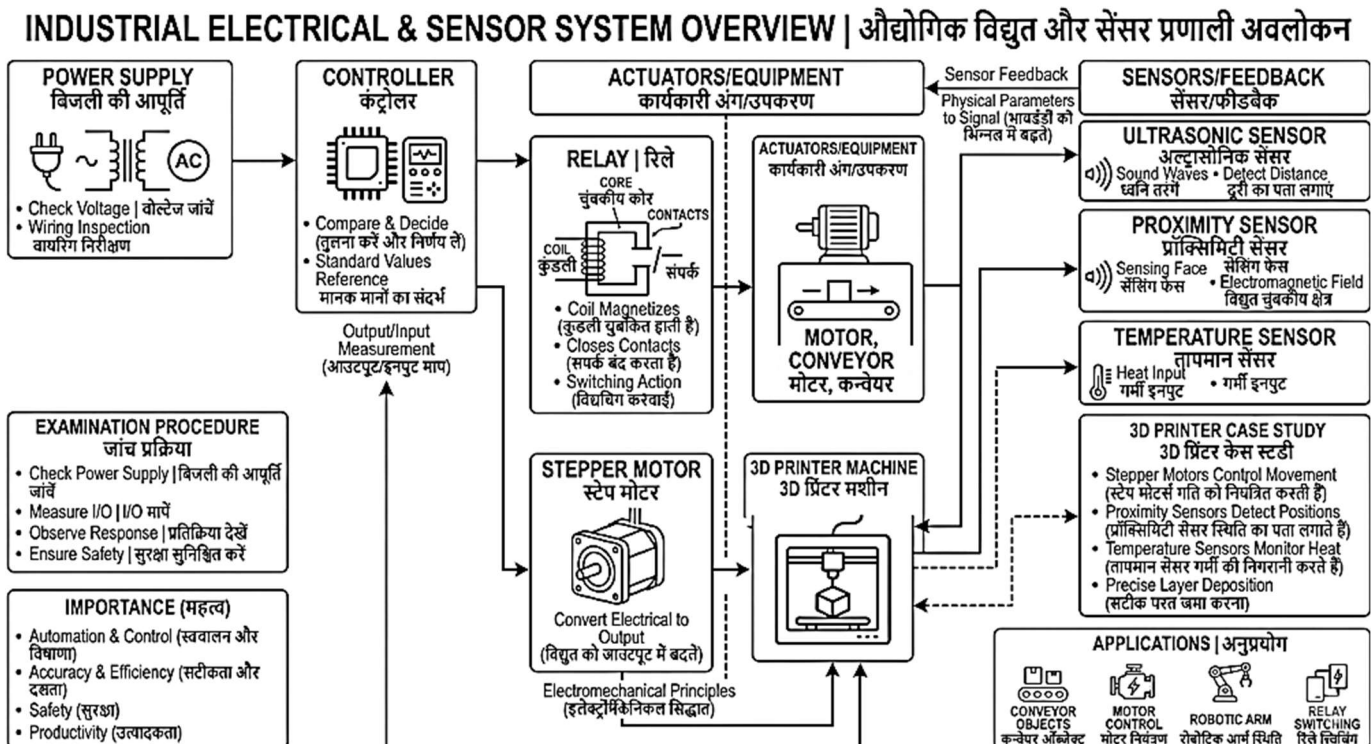 INDUSTRIAL ELECTRICAL & SENSOR SYSTEM OVERVIEW | औद्योगिक विद्युत और सेंसर प्रणाली अवलोकन
POWER SUPPLY
बिजली की आपूर्ति
AC
• Check Voltage | वोल्टेज जांचें
• Wiring Inspection
वायरिंग निरीक्षण
CONTROLLER
कंट्रोलर
• Compare & Decide
(तुलना करें और निर्णय लें)
• Standard Values
Reference
मानक मानों का संदर्भ
Output/Input
Measurement
(आउटपूट/इनपुट माप)
ACTUATORS/EQUIPMENT
कार्यकारी अंग/उपकरण
RELAY | रिले
CORE
चुंबकीय कोर
CONTACTS
COIL
कुंडली
संपर्क
• Coil Magnetizes
(कुडली चुबकित हाती है)
• Closes Contacts
(सपर्क बंद करता है)
• Switching Action
ACTUATORS/EQUIPMENT
कार्यकारी अंग/उपकरण
MOTOR,
CONVEYOR
मोटर, कन्वेयर
Sensor Feedback
Physical Parameters
to Signal
SENSORS/FEEDBACK
सेंसर/फीडबैक
ULTRASONIC SENSOR
अल्ट्रासोनिक सेंसर
Sound Waves • Detect Distance
ध्वनि तरंगें दूरी का पता लगाएं
PROXIMITY SENSOR
प्रॉक्सिमिटी सेंसर
Sensing Face सेंसिंग फेस
सेंसिंग फेस • Electromagnetic Field
विद्युत चुंबकीय क्षेत्र
TEMPERATURE SENSOR
तापमान सेंसर
Heat Input
गर्मी इनपुट • गर्मी इनपुट
3D PRINTER CASE STUDY
3D प्रिंटर केस स्टडी
• Stepper Motors Control Movement
(स्टेप मोटर्स गति को नियंत्रित करती हैं)
• Proximity Sensors Detect Positions
(प्रॉक्सिमिटी सेसर स्थिति का पता लगाते हैं)
• Temperature Sensors Monitor Heat
(तापमान सेसर गर्मी की निगरानी करते हैं)
• Precise Layer Deposition
(सटीक परत जमा करना)
EXAMINATION PROCEDURE
जांच प्रक्रिया
• Check Power Supply | बिजली की आपूर्ति
जांचें
• Measure I/O | I/O मापें
• Observe Response | प्रतिक्रिया देखें
• Ensure Safety | सुरक्षा सुनिश्चित करें
STEPPER MOTOR
स्टेप मोटर
Convert Electrical to
Output
(विद्युत को आउटपूट में बदतें)
Electromechanical Principles
3D PRINTER MACHINE
3D प्रिंटर मशीन
IMPORTANCE (महत्व)
• Automation & Control
• Accuracy & Efficiency (सटीकता और
दक्षता)
• Safety (सुरक्षा)
• Productivity (उत्पादकता)
APPLICATIONS | अनुप्रयोग
CONVEYOR
OBJECTS
कन्वेयर ऑब्जेक्ट
MOTOR
CONTROL
मोटर नियंत्रण
ROBOTIC ARM
रोबोटिक आर्म स्थिति
RELAY
SWITCHING